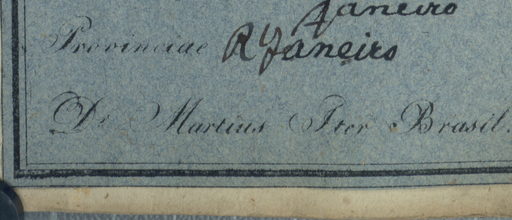 Janeiro
Provinciae R Janeiro
Dr. Martius Iter Brasil.